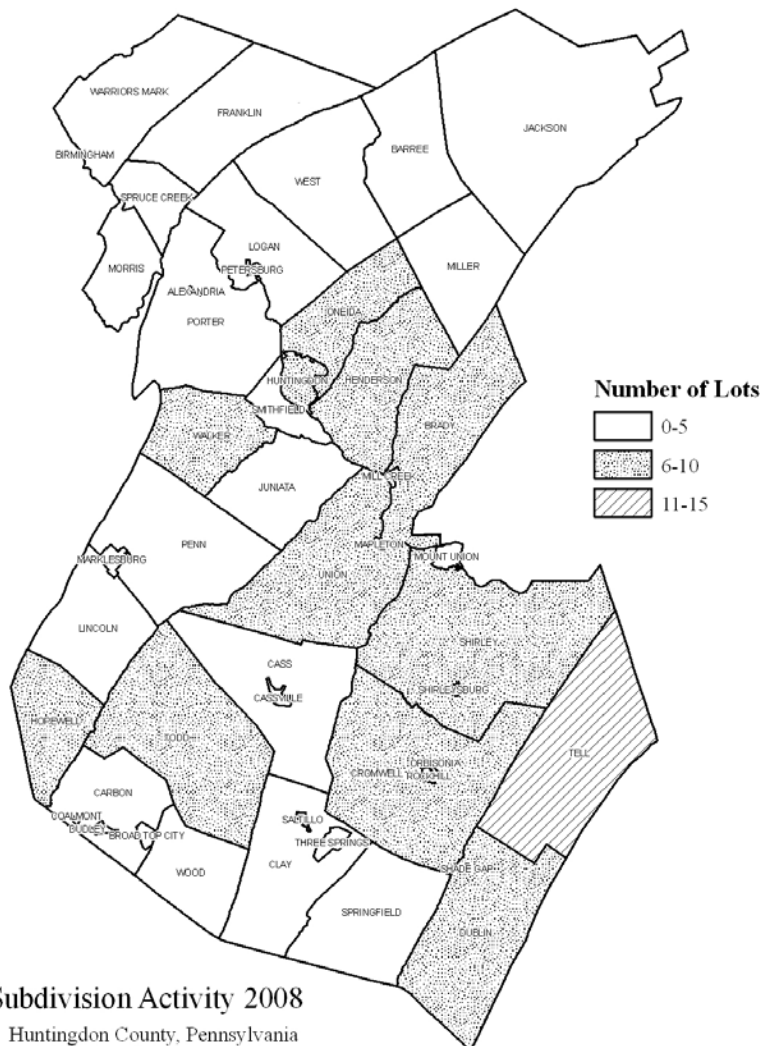 WARRIORS MARK
FRANKLIN
JACKSON
BARREE
BIRMINGHAM
WEST
SPRUCE CREEK
LOGAN
MORRIS
PETERSBURG
MILLER
ALEXANDRIA
PORTER
ONEIDA
HUNTINGDON
HENDERSON
SMITHFIELD
WALKER
BRADY
MILL CREEK
JUNIATA
PENN
MAPLETON
MOUNT UNION
MARKLESBURG
UNION
LINCOLN
SHIRLEY
CASS
CASSVILLE
SHIRLEYSBURG
HOPEWELL
TODD
TELL
ORBISONIA
CROMWELL
ROCKHILL
CARBON
COALMONT
DUDLEY
BROAD TOP CITY
SALTILLO
THREE SPRINGS
CLAY
WOOD
SHADE GAP
SPRINGFIELD
DUBLIN
Number of Lots
0-5
6-10
11-15
Subdivision Activity 2008
Huntingdon County, Pennsylvania